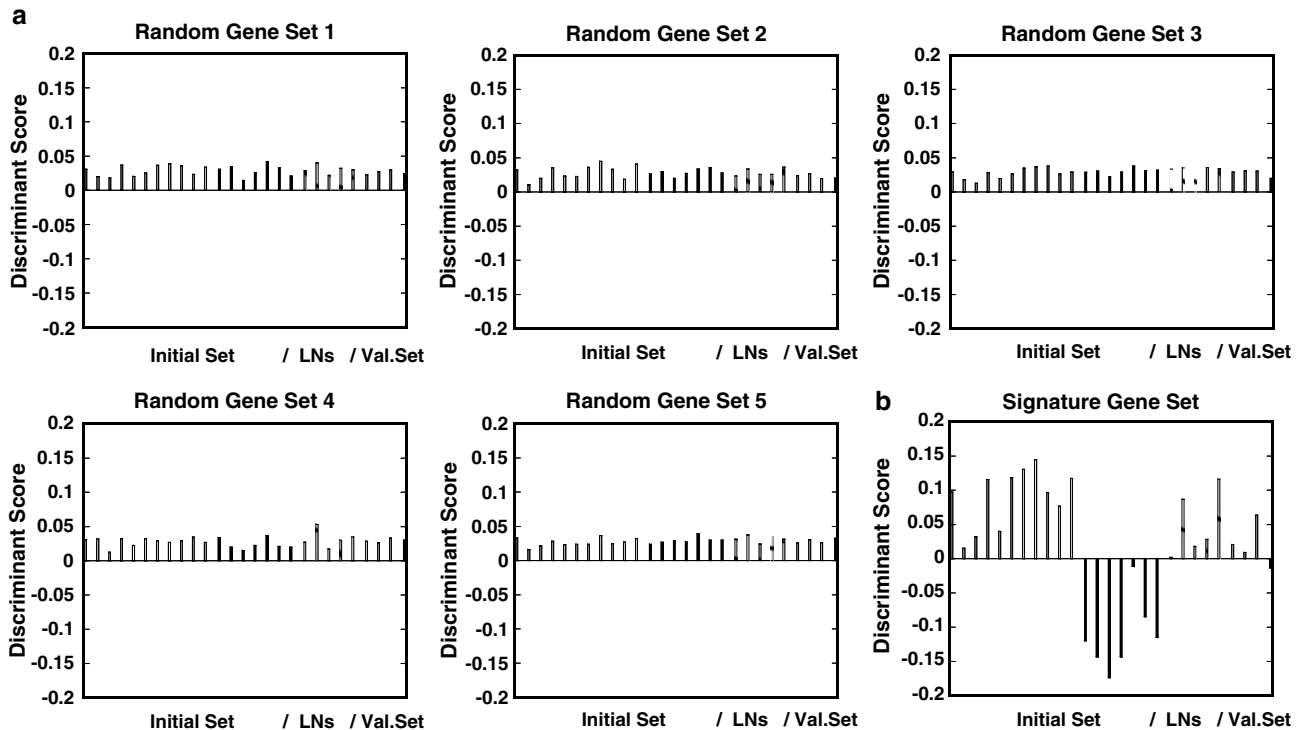 a
Random Gene Set 1
0.2
0.15
0.1
0.05
0
-0.05
-0.1
-0.15
-0.2
Discriminant Score
Initial Set / LNs / Val.Set
Random Gene Set 2
0.2
0.15
0.1
0.05
0
-0.05
-0.1
-0.15
-0.2
Discriminant Score
Initial Set / LNs / Val.Set
Random Gene Set 3
0.2
0.15
0.1
0.05
0
-0.05
-0.1
-0.15
-0.2
Discriminant Score
Initial Set / LNs / Val.Set
Random Gene Set 4
0.2
0.15
0.1
0.05
0
-0.05
-0.1
-0.15
-0.2
Discriminant Score
Initial Set / LNs / Val.Set
Random Gene Set 5
0.2
0.15
0.1
0.05
0
-0.05
-0.1
-0.15
-0.2
Discriminant Score
Initial Set / LNs / Val.Set
b
Signature Gene Set
0.2
0.15
0.1
0.05
0
-0.05
-0.1
-0.15
-0.2
Discriminant Score
Initial Set / LNs / Val.Set